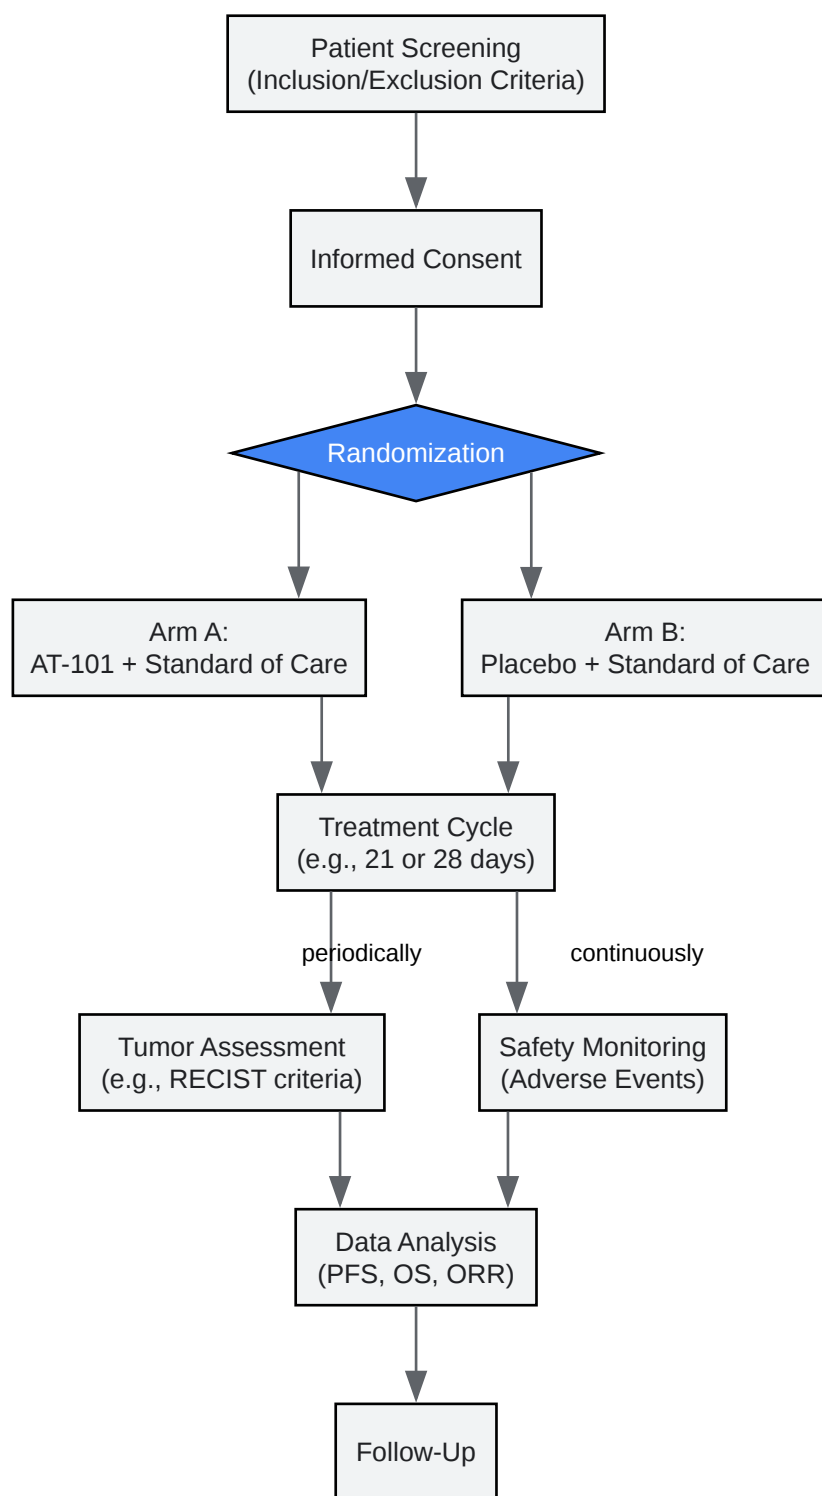 Patient Screening
(Inclusion/Exclusion Criteria)
Informed Consent
Randomization
Arm A:
AT-101 + Standard of Care
Arm B:
Placebo + Standard of Care
Treatment Cycle
(e.g., 21 or 28 days)
periodically
continuously
Tumor Assessment
(e.g., RECIST criteria)
Safety Monitoring
(Adverse Events)
Data Analysis
(PFS, OS, ORR)
Follow-Up